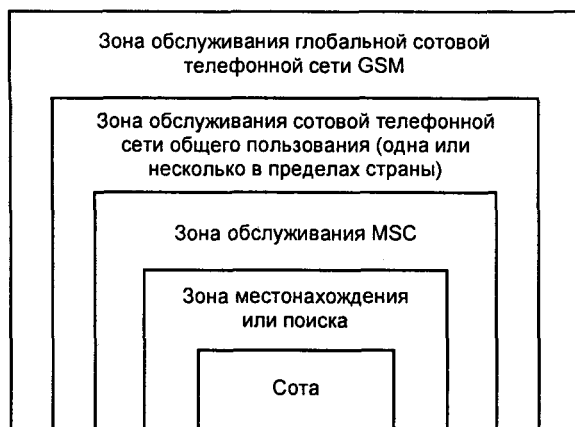 Зона обслуживания глобальной сотовой
телефонной сети GSM
Зона обслуживания сотовой телефонной
сети общего пользования (одна или
несколько в пределах страны)
Зона обслуживания MSC
Зона местонахождения
или поиска
Сота